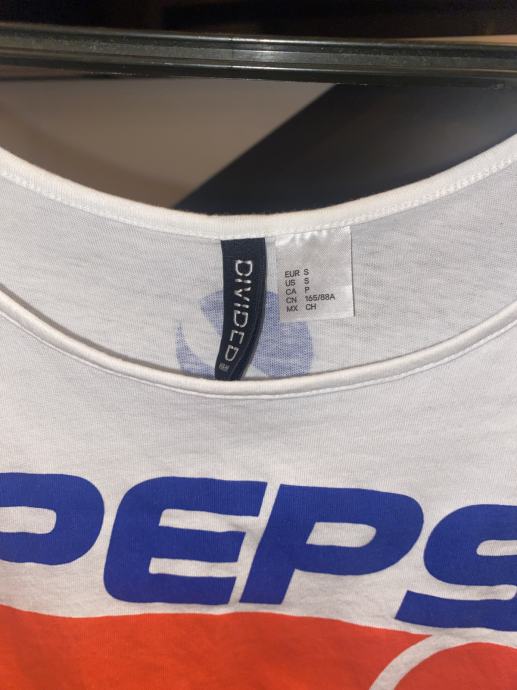 DIVIDED
H&M
EUR S
US S
CA P
CN 165/88A
MX CH
PEPS